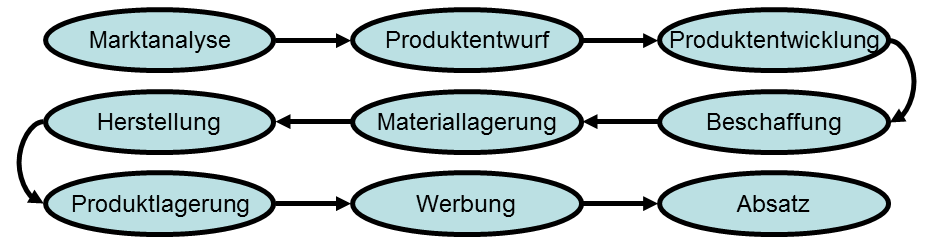 Marktanalyse
Produktentwurf
Produktentwicklung
Beschaffung
Materiallagerung
Herstellung
Produktlagerung
Werbung
Absatz